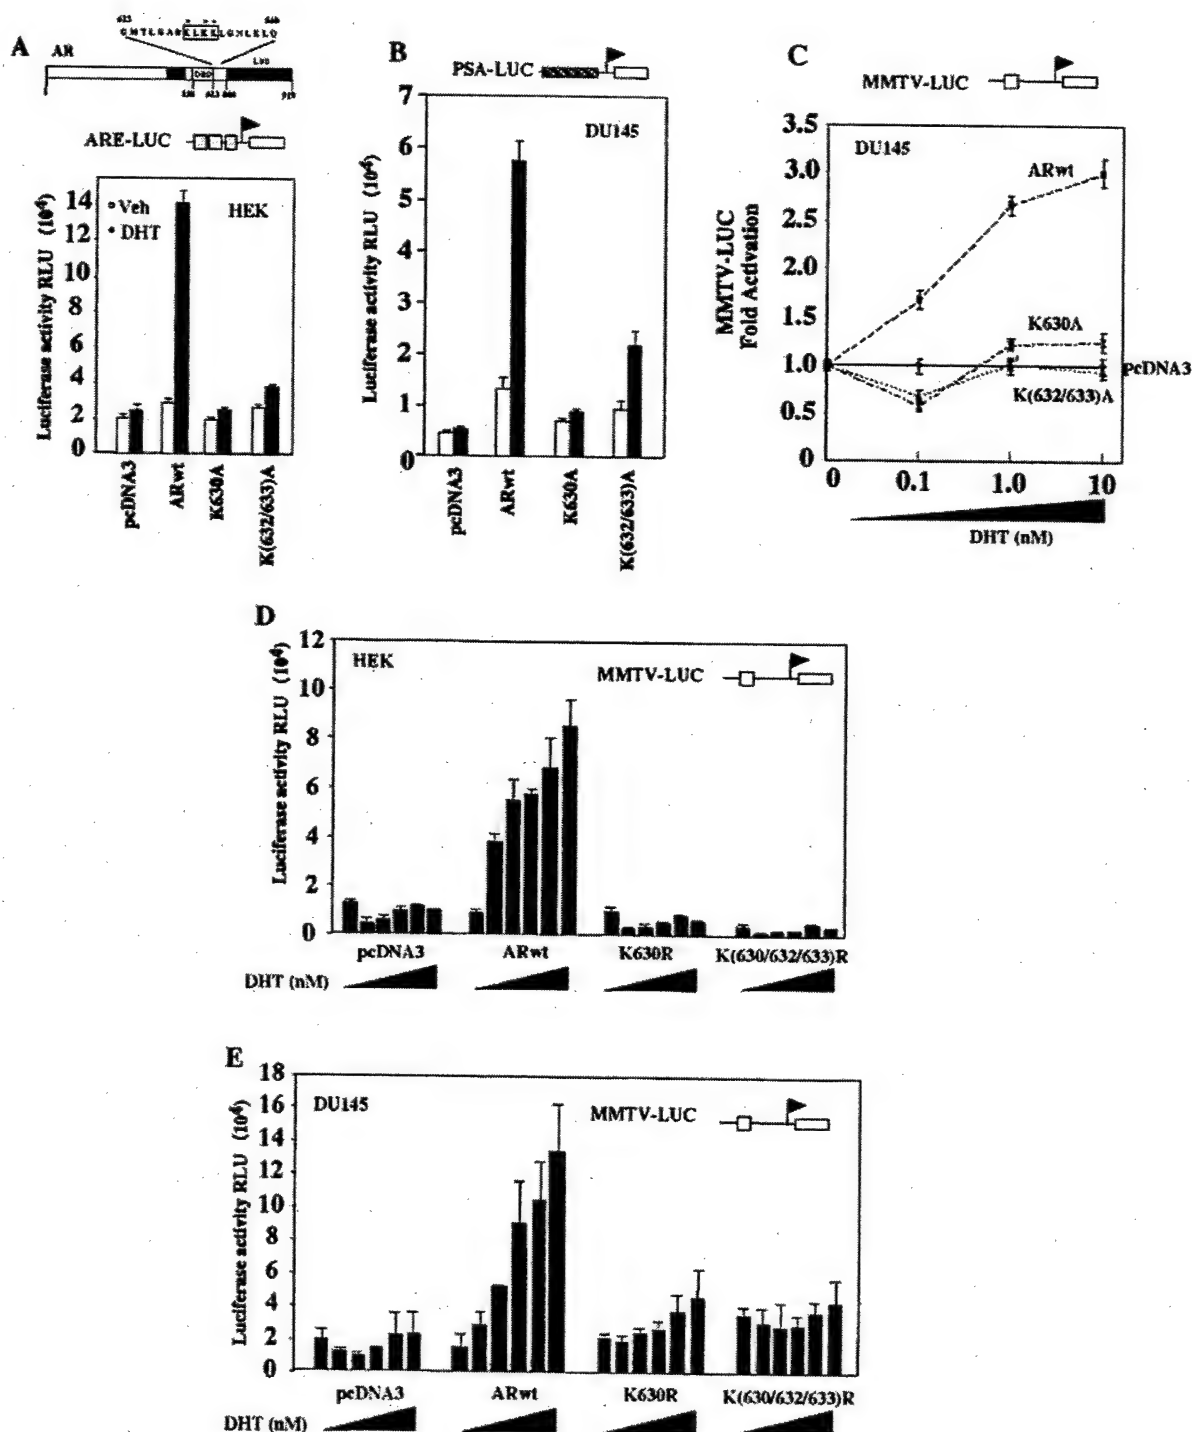 A
AR
623
640
ARE-LUC
Luciferase activity RLU (10⁴)
14
12
10
8
6
4
2
0
Veh
DHT
HEK
pcDNA3
ARwt
K630A
K(632/633)A
B
PSA-LUC
Luciferase activity RLU (10⁴)
7
6
5
4
3
2
1
0
DU145
pcDNA3
ARwt
K630A
K(632/633)A
C
MMTV-LUC
MMTV-LUC
Fold Activation
3.5
3.0
2.5
2.0
1.5
1.0
0.5
0
DU145
ARwt
K630A
pcDNA3
K(632/633)A
0 0.1 1.0 10
DHT (nM)
D
Luciferase activity RLU (10⁴)
12
10
8
6
4
2
0
HEK
MMTV-LUC
pcDNA3 ARwt K630R K(630/632/633)R
DHT (nM)
E
Luciferase activity RLU (10⁴)
18
16
14
12
10
8
6
4
2
0
DU145
MMTV-LUC
pcDNA3 ARwt K630R K(630/632/633)R
DHT (nM)